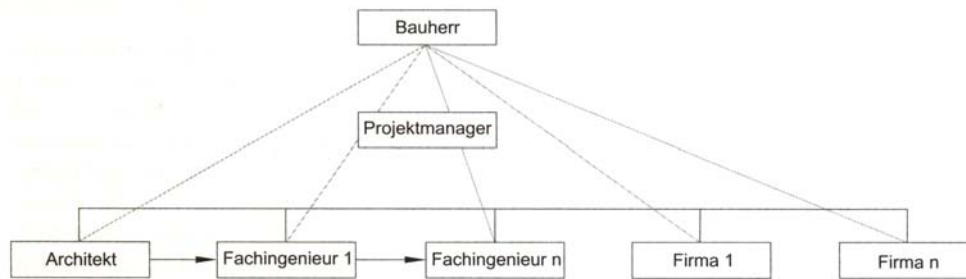 Bauherr
Projektmanager
Architekt
Fachingenieur 1
Fachingenieur n
Firma 1
Firma n